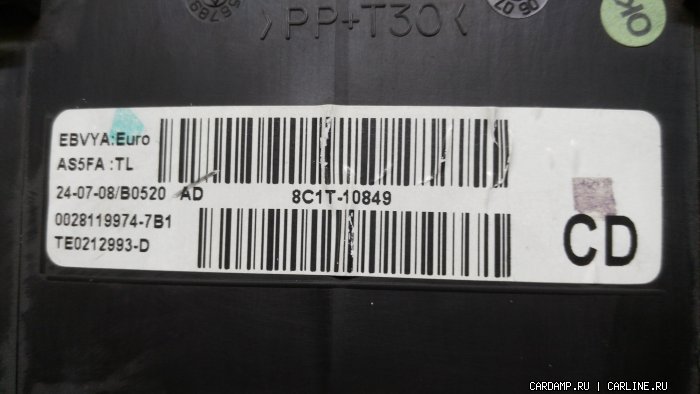 >PP+T30<
OK
EBVYA:Euro
AS5FA :TL
24-07-08/B0520 AD
8C1T-10849
0028119974-7B1
TE0212993-D
CD
CARDAMP.RU | CARLINE.RU